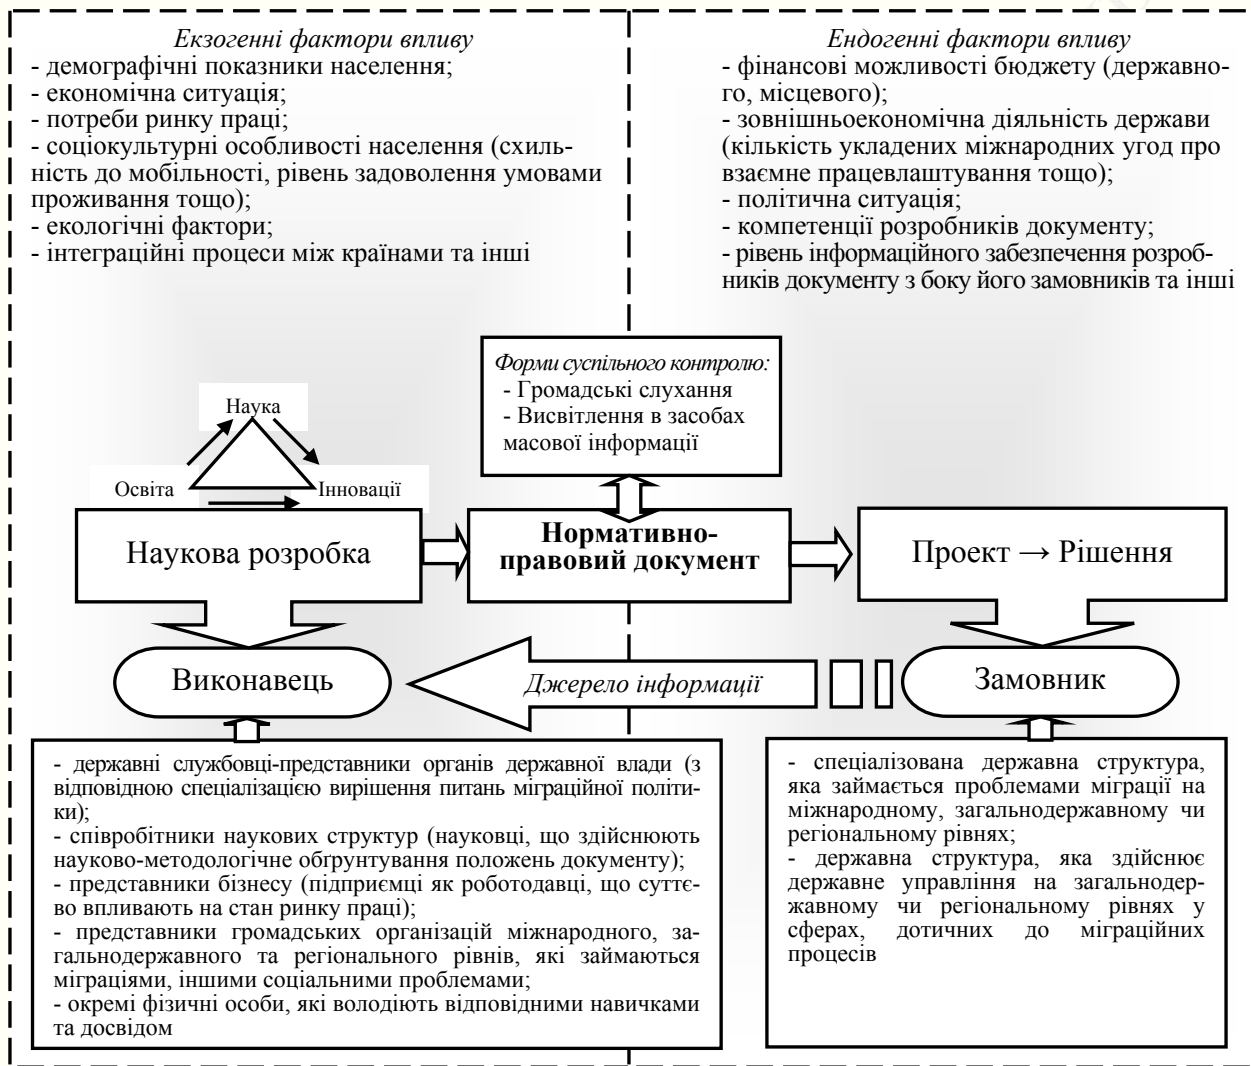 Екзогенні фактори впливу
- демографічні показники населення;
- економічна ситуація;
- потреби ринку праці;
- соціокультурні особливості населення (схиль-
ність до мобільності, рівень задоволення умовами
проживання тощо);
- екологічні фактори;
- інтеграційні процеси між країнами та інші
Ендогенні фактори впливу
- фінансові можливості бюджету (державно-
го, місцевого);
- зовнішньоекономічна діяльність держави
(кількість укладених міжнародних угод про
взаємне працевлаштування тощо);
- політична ситуація;
- компетенції розробників документу;
- рівень інформаційного забезпечення розроб-
ників документу з боку його замовників та інші
Форми суспільного контролю:
- Громадські слухання
- Висвітлення в засобах
масової інформації
Наука
Освіта
Інновації
Наукова розробка
Нормативно-
правовий документ
Проект → Рішення
Виконавець
Джерело інформації
Замовник
- державні службовці-представники органів державної влади (з
відповідною спеціалізацією вирішення питань міграційної політи-
ки);
- співробітники наукових структур (науковці, що здійснюють
науково-методологічне обґрунтування положень документу);
- представники бізнесу (підприємці як роботодавці, що суттє-
во впливають на стан ринку праці);
- представники громадських організацій міжнародного, за-
гальнодержавного та регіонального рівнів, які займаються
міграціями, іншими соціальними проблемами;
- окремі фізичні особи, які володіють відповідними навичками
та досвідом
- спеціалізована державна структура,
яка займається проблемами міграції на
міжнародному, загальнодержавному чи
регіональному рівнях;
- державна структура, яка здійснює
державне управління на загальнодер-
жавному чи регіональному рівнях у
сферах, дотичних до міграційних
процесів